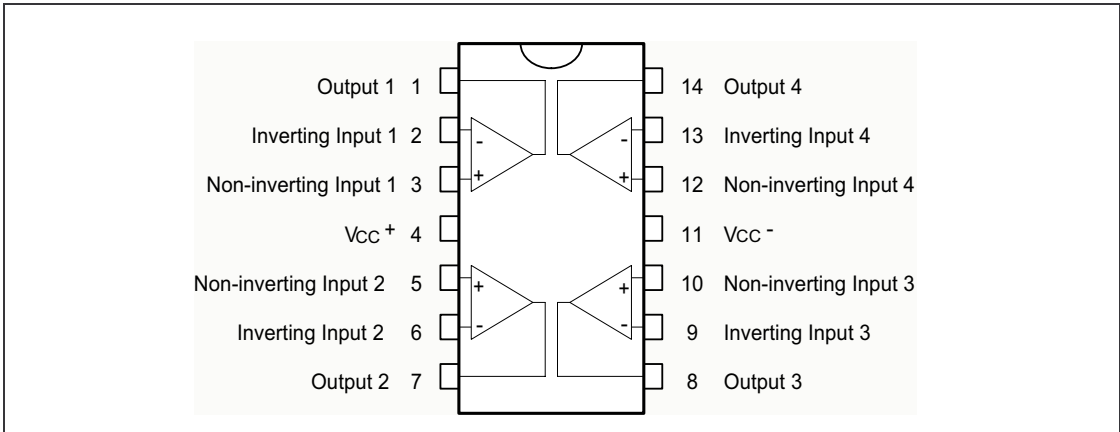 Output 1 1
Inverting Input 1 2
Non-inverting Input 1 3
VCC + 4
Non-inverting Input 2 5
Inverting Input 2 6
Output 2 7
14 Output 4
13 Inverting Input 4
12 Non-inverting Input 4
11 VCC -
10 Non-inverting Input 3
9 Inverting Input 3
8 Output 3
-
+
-
+
+
-
+
-